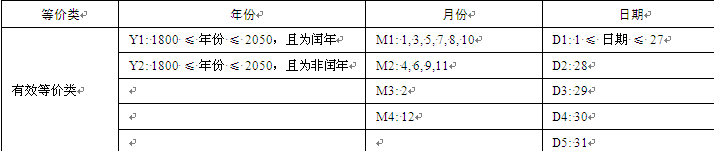 等价类 年份 月份 日期
有效等价类 Y1: 1800 ≤ 年份 ≤ 2050，且为闰年 M1: 1,3,5,7,8,10 D1: 1 ≤ 日期 ≤ 27
Y2: 1800 ≤ 年份 ≤ 2050，且为非闰年 M2: 4,6,9,11 D2: 28
M3: 2 D3: 29
M4: 12 D4: 30
D5: 31